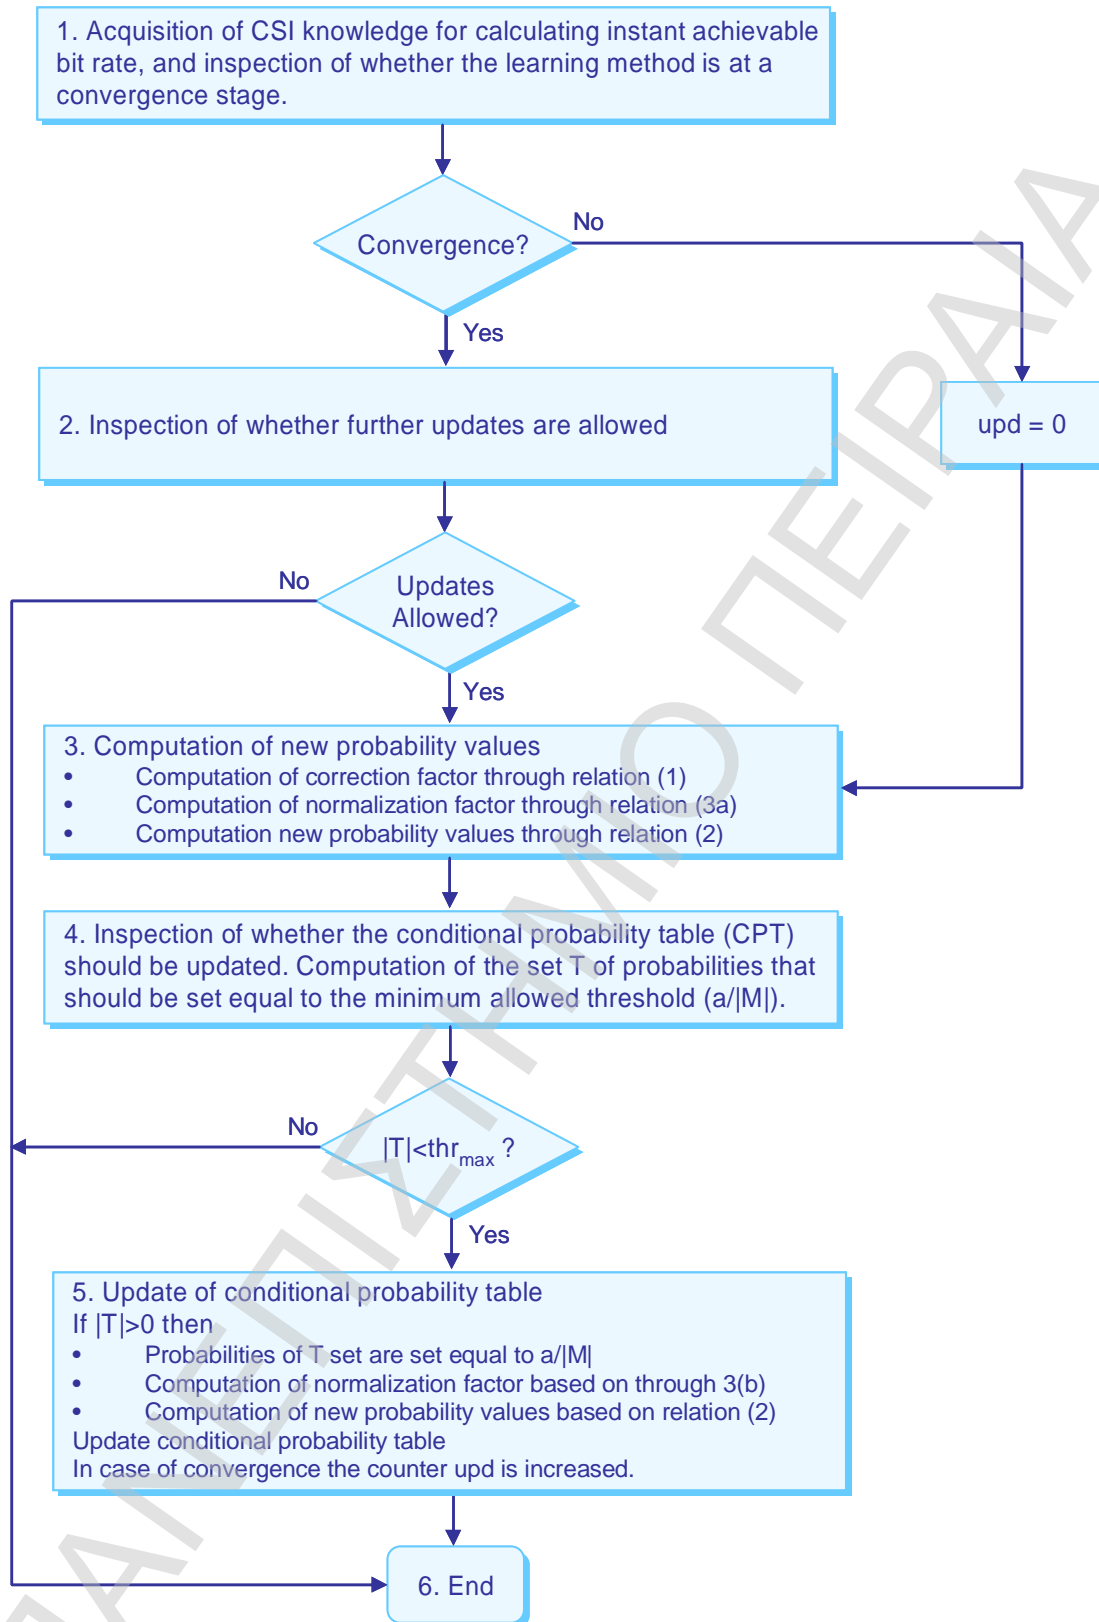 1. Acquisition of CSI knowledge for calculating instant achievable
bit rate, and inspection of whether the learning method is at a
convergence stage.
Convergence?
No
Yes
2. Inspection of whether further updates are allowed
upd = 0
Updates
Allowed?
No
Yes
3. Computation of new probability values
• Computation of correction factor through relation (1)
• Computation of normalization factor through relation (3a)
• Computation new probability values through relation (2)
4. Inspection of whether the conditional probability table (CPT)
should be updated. Computation of the set T of probabilities that
should be set equal to the minimum allowed threshold (a/|M|).
|T|<thrmax ?
No
Yes
5. Update of conditional probability table
If |T|>0 then
• Probabilities of T set are set equal to a/|M|
• Computation of normalization factor based on through 3(b)
• Computation of new probability values based on relation (2)
Update conditional probability table
In case of convergence the counter upd is increased.
6. End
ΠΑΝΕΠΙΣΤΗΜΙΟ ΠΕΙΡΑΙΑ